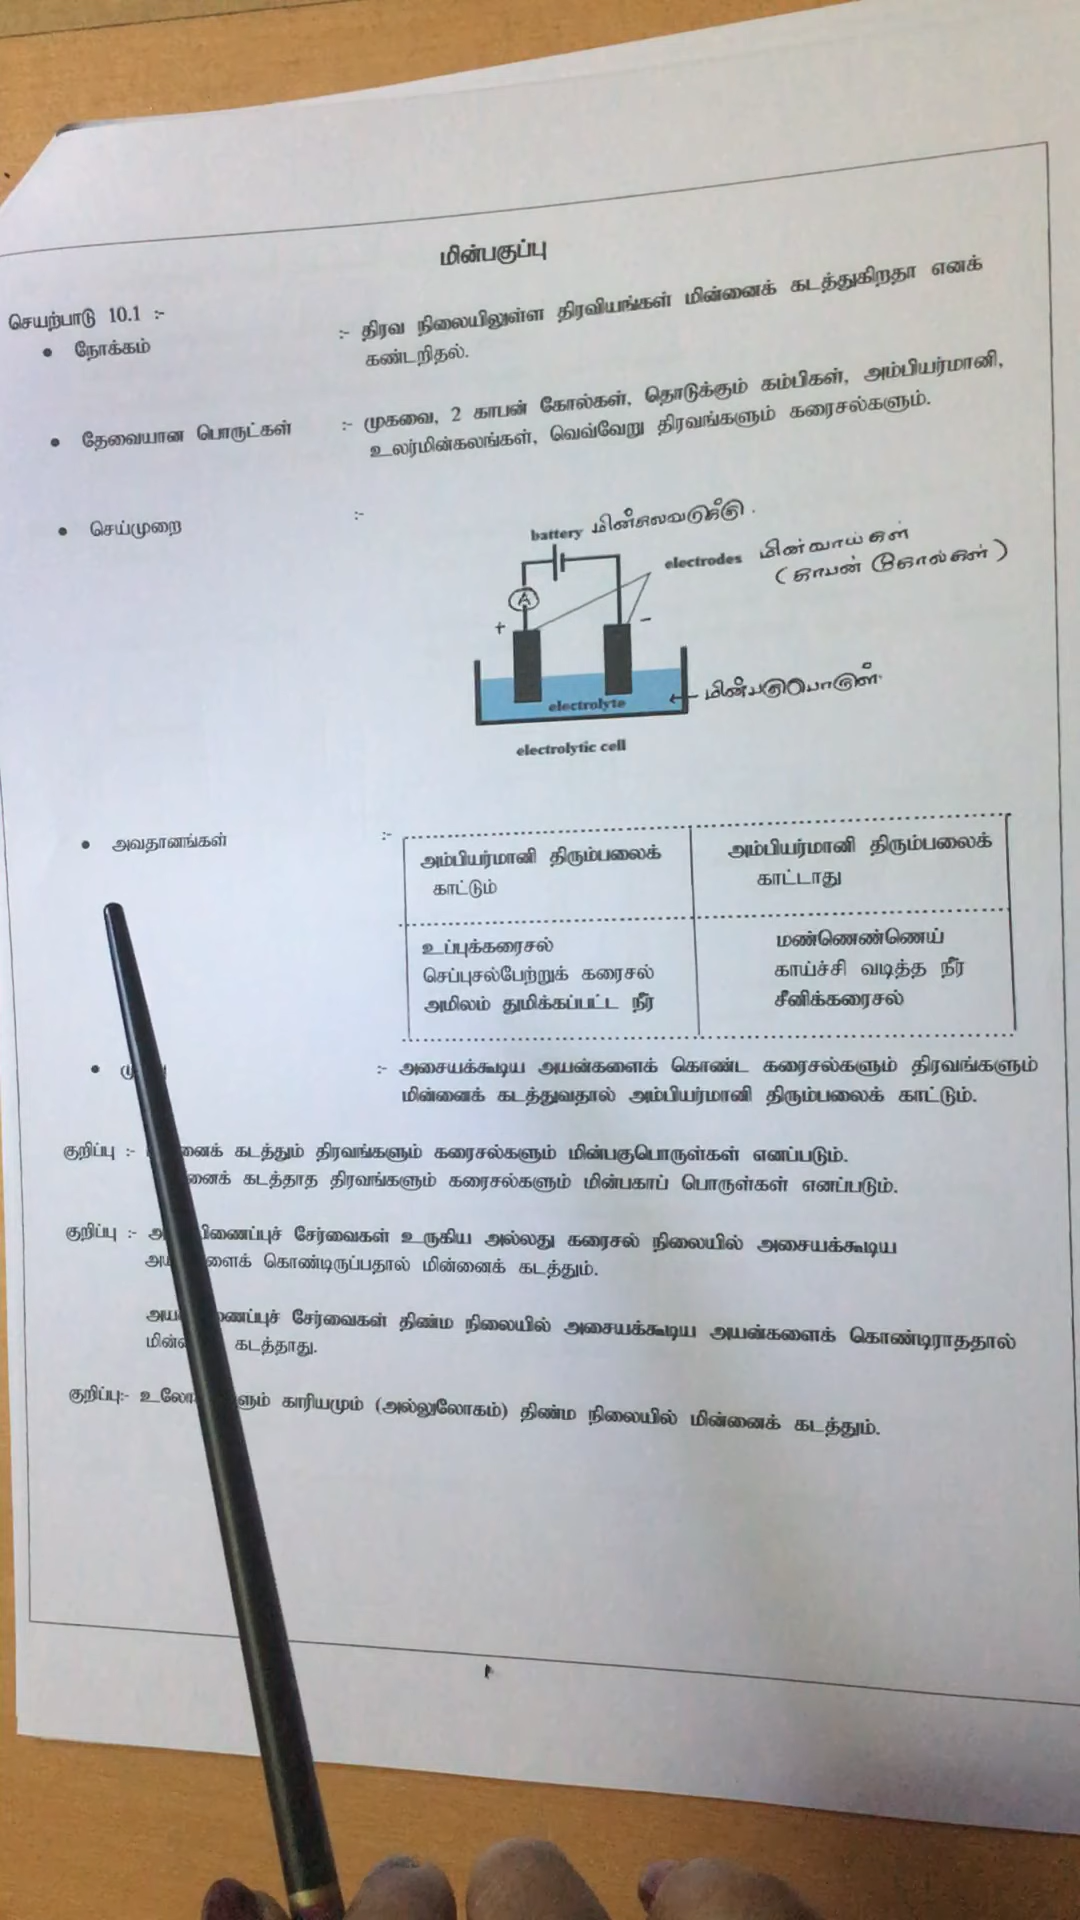 மின்பகுப்பு
செயற்பாடு 10.1 :-
• நோக்கம் :- திரவ நிலையிலுள்ள திரவியங்கள் மின்னைக் கடத்துகிறதா எனக்
கண்டறிதல்.
• தேவையான பொருட்கள் :- முகவை, 2 காபன் கோல்கள், தொடுக்கும் கம்பிகள், அம்பியர்மானி,
உலர்மின்கலங்கள், வெவ்வேறு திரவங்களும் கரைசல்களும்.
• செய்முறை :-
battery மின்கலவடுக்கு.
electrodes மின்வாய்கள்
(காபன் கோல்கள்)
A
+ -
electrolyte ← மின்பகுபொருள்
electrolytic cell
• அவதானங்கள் :-
அம்பியர்மானி திரும்பலைக் அம்பியர்மானி திரும்பலைக்
காட்டும் காட்டாது
உப்புக்கரைசல் மண்ணெண்ணெய்
செப்புசல்பேற்றுக் கரைசல் காய்ச்சி வடித்த நீர்
அமிலம் துமிக்கப்பட்ட நீர் சீனிக்கரைசல்
• :- அசையக்கூடிய அயன்களைக் கொண்ட கரைசல்களும் திரவங்களும்
மின்னைக் கடத்துவதால் அம்பியர்மானி திரும்பலைக் காட்டும்.
குறிப்பு :- கடத்தும் திரவங்களும் கரைசல்களும் மின்பகுபொருள்கள் எனப்படும்.
கடத்தாத திரவங்களும் கரைசல்களும் மின்பகாப் பொருள்கள் எனப்படும்.
குறிப்பு :- சேர்வைகள் உருகிய அல்லது கரைசல் நிலையில் அசையக்கூடிய
கொண்டிருப்பதால் மின்னைக் கடத்தும்.
சேர்வைகள் திண்ம நிலையில் அசையக்கூடிய அயன்களைக் கொண்டிராததால்
கடத்தாது.
குறிப்பு:- காரியமும் (அல்லுலோகம்) திண்ம நிலையில் மின்னைக் கடத்தும்.